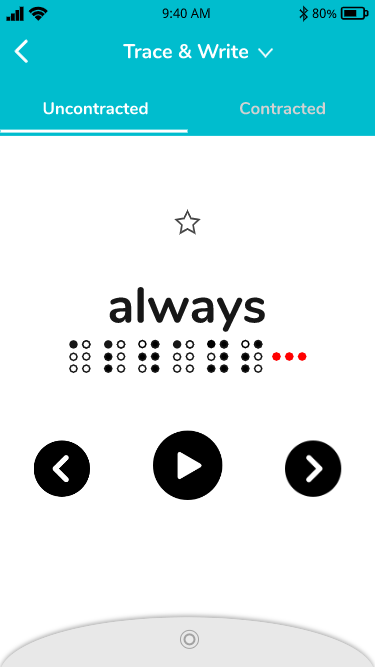 9:40 AM 80%
Trace & Write
Uncontracted Contracted
always
⠁⠇⠺⠁⠽⠎...